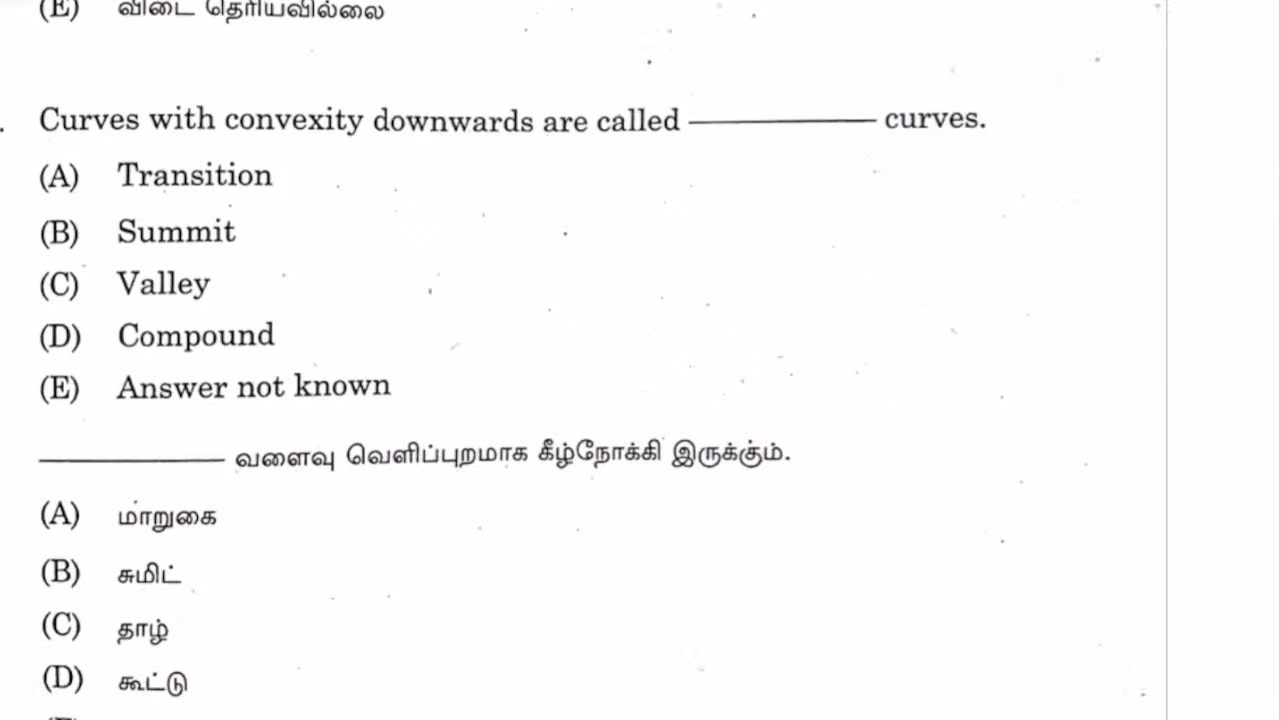 (E) விடை தெரியவில்லை
. Curves with convexity downwards are called ———— curves.
(A) Transition
(B) Summit
(C) Valley
(D) Compound
(E) Answer not known
———— வளைவு வெளிப்புறமாக கீழ்நோக்கி இருக்கும்.
(A) மாறுகை
(B) சுமிட்
(C) தாழ்
(D) கூட்டு